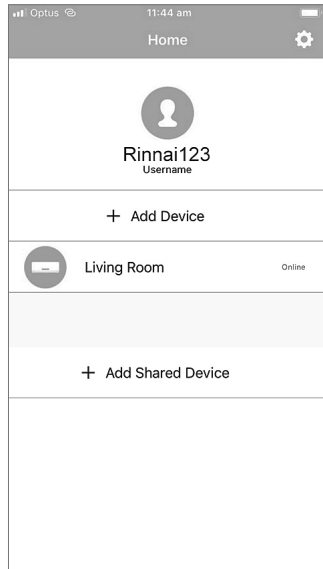 Optus 11:44 am
Home
Rinnai123
Username
+ Add Device
Living Room Online
+ Add Shared Device